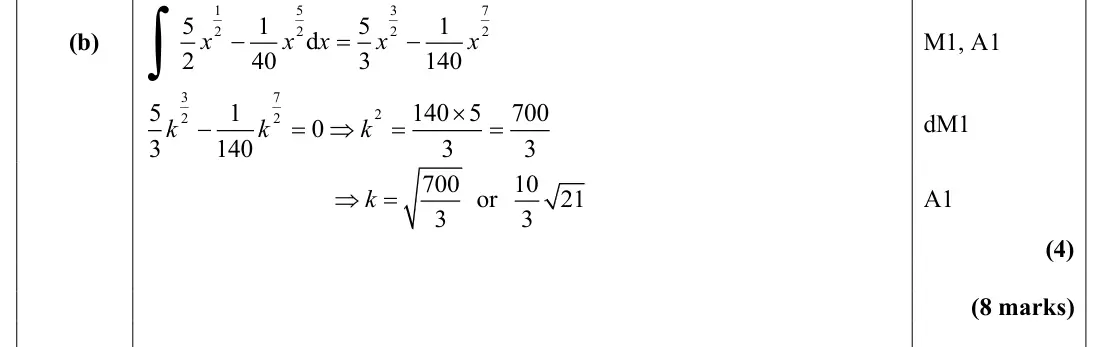 (b) ∫ 5/2 x^(1/2) − 1/40 x^(5/2) dx = 5/3 x^(3/2) − 1/140 x^(7/2) M1, A1
5/3 k^(3/2) − 1/140 k^(7/2) = 0 ⇒ k^2 = (140 × 5)/3 = 700/3 dM1
⇒ k = √(700/3) or 10/3 √21 A1
(4)
(8 marks)